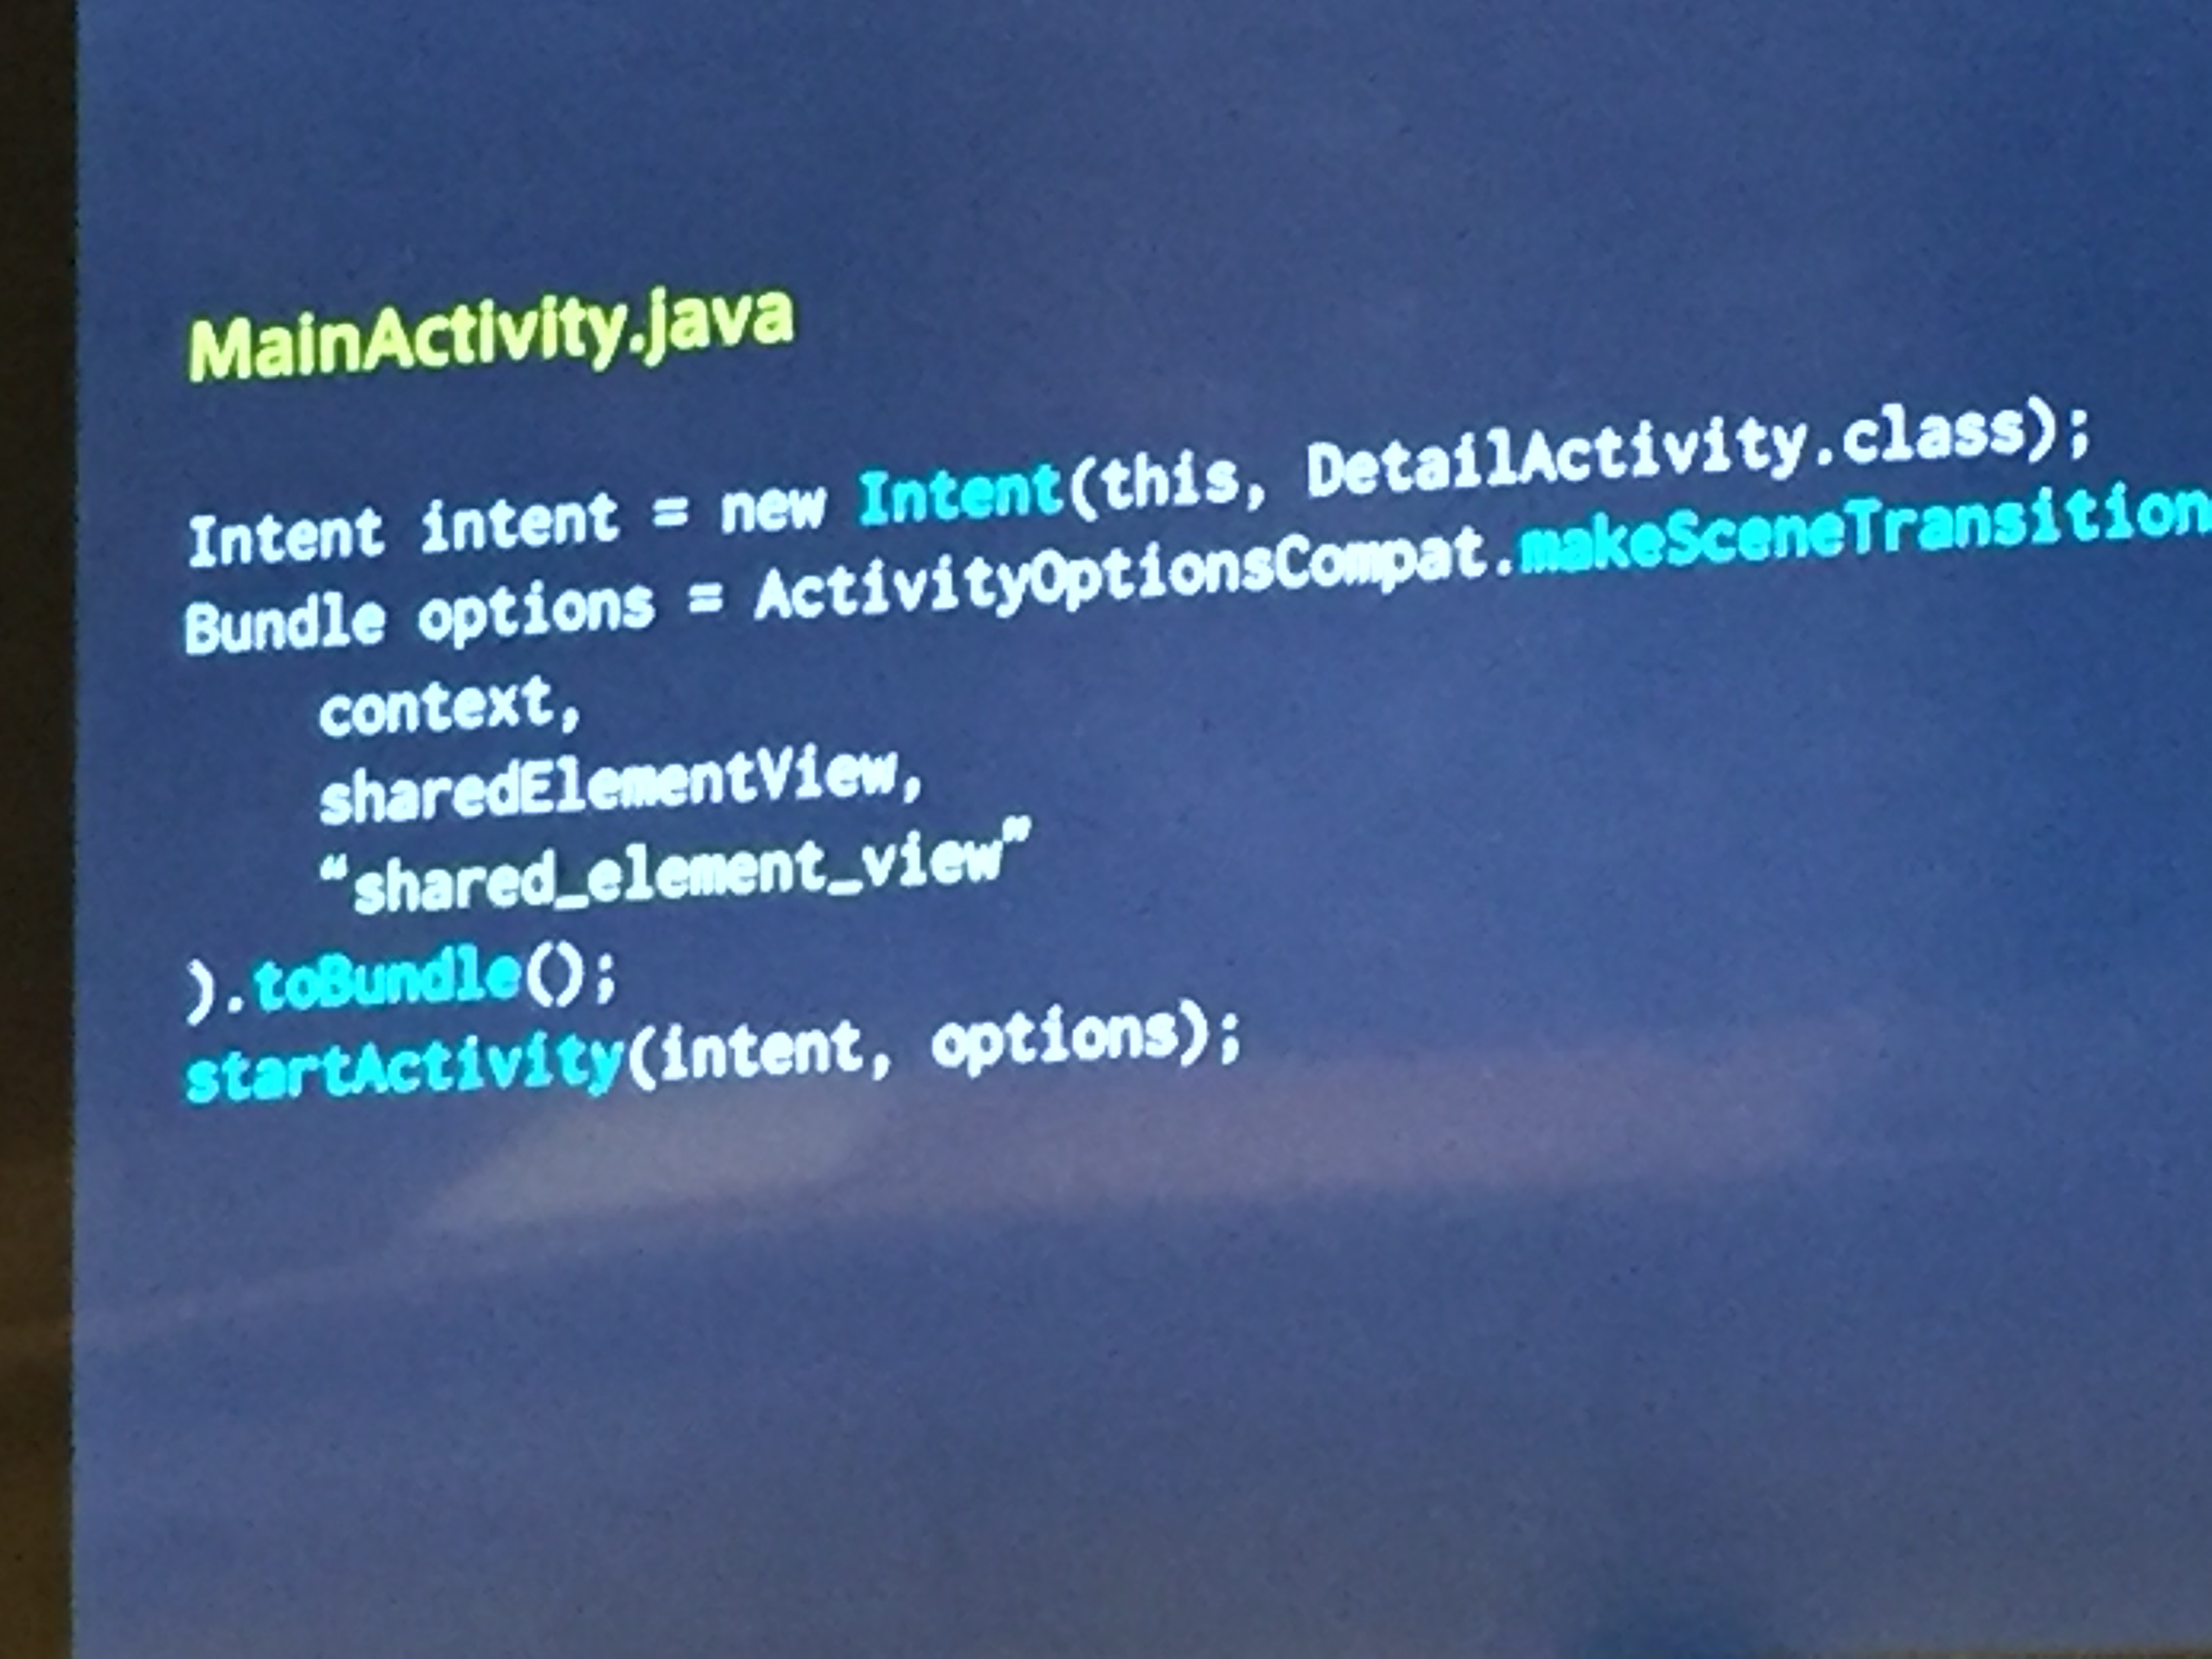 MainActivity.java
Intent intent = new Intent(this, DetailActivity.class);
Bundle options = ActivityOptionsCompat.makeSceneTransition
context,
sharedElementView,
“shared_element_view”
).toBundle();
startActivity(intent, options);